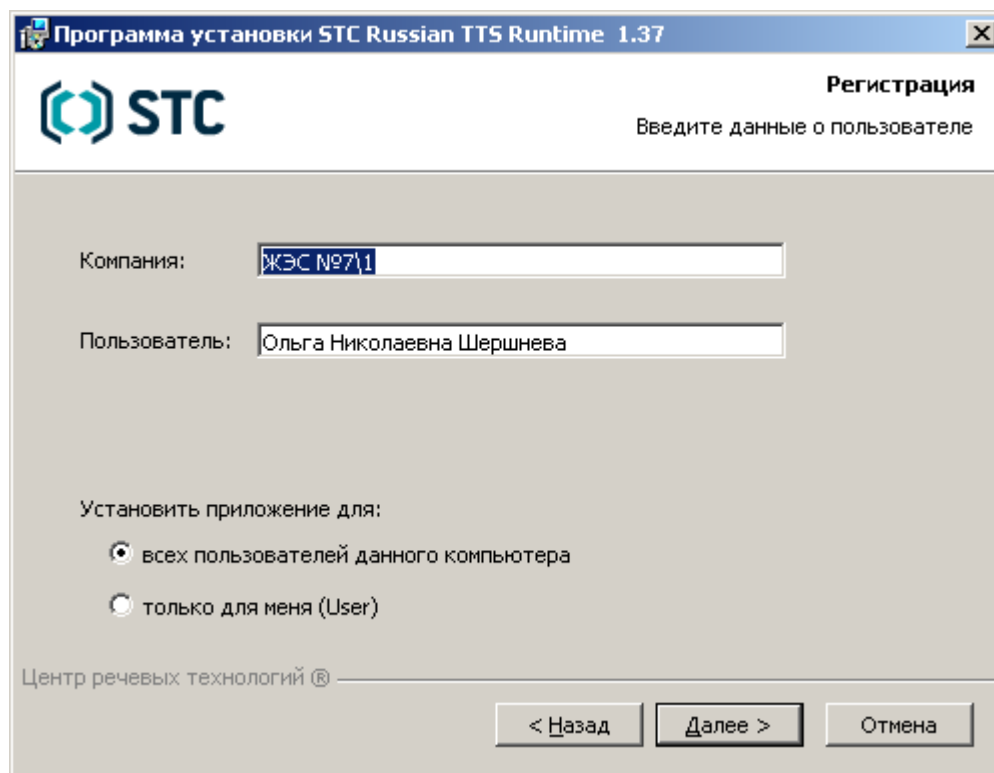 Программа установки STC Russian TTS Runtime 1.37
STC
Регистрация
Введите данные о пользователе
Компания: ЖЭС №7\1
Пользователь: Ольга Николаевна Шершнева
Установить приложение для:
всех пользователей данного компьютера
только для меня (User)
Центр речевых технологий ®
< Назад Далее > Отмена